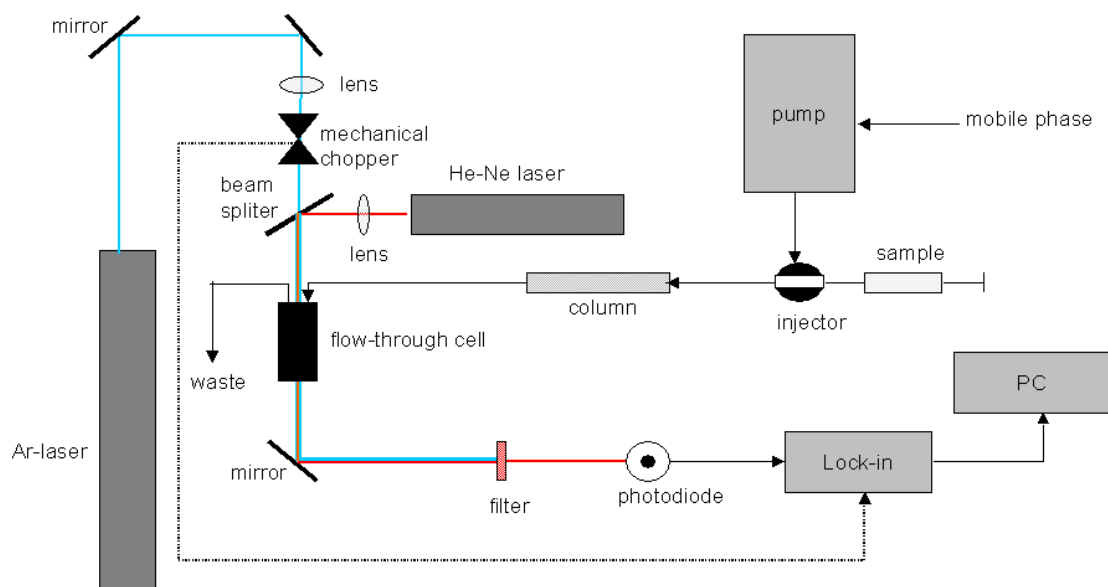 mirror
lens
pump
mobile phase
mechanical
chopper
He-Ne laser
beam
spliter
lens
sample
column
injector
flow-through cell
waste
PC
Ar-laser
mirror
Lock-in
filter
photodiode